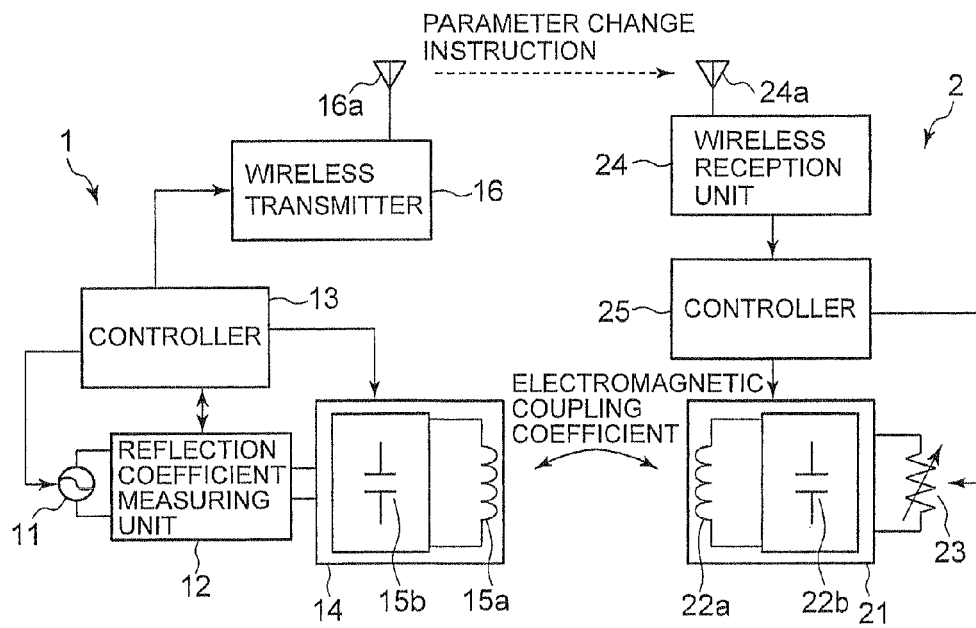 PARAMETER CHANGE
INSTRUCTION
16a
24a
2
1
WIRELESS
TRANSMITTER
16
24
WIRELESS
RECEPTION
UNIT
13
CONTROLLER
25
CONTROLLER
ELECTROMAGNETIC
COUPLING
COEFFICIENT
REFLECTION
COEFFICIENT
MEASURING
UNIT
11
12
14
15b
15a
22a
22b
21
23